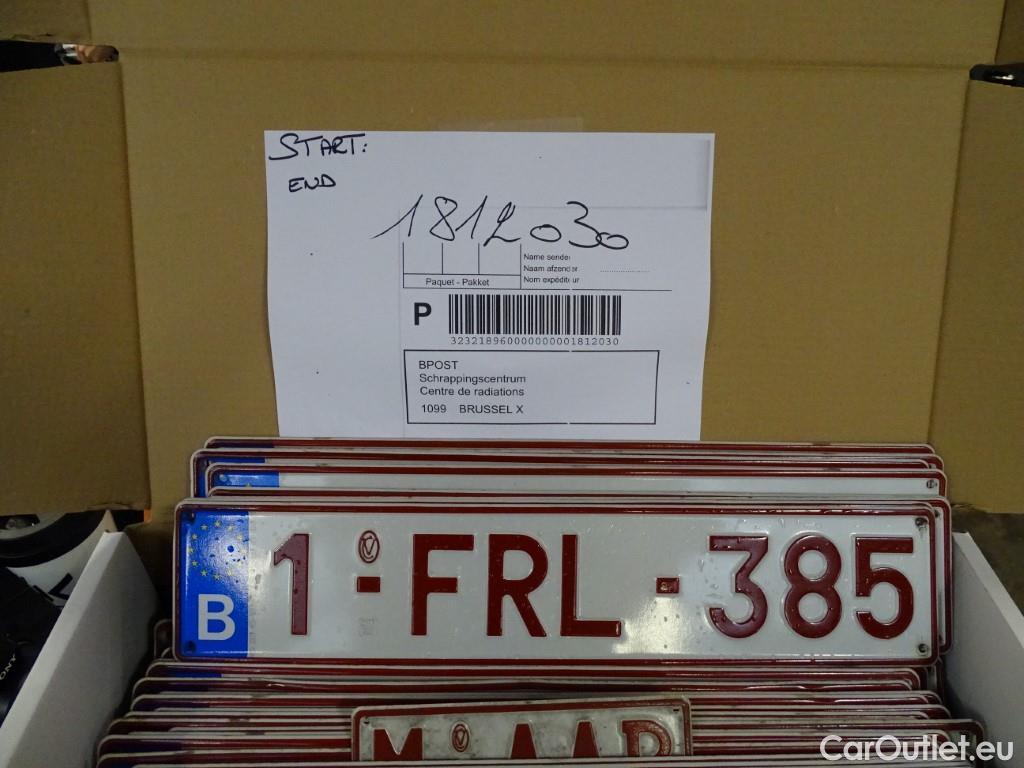 START:
END
1812030
Name sender
Naam afzender
Nom expéditeur
Paquet - Pakket
P
323218960000000001812030
BPOST
Schrappingscentrum
Centre de radiations
1099 BRUSSEL X
B 1-FRL-385
CarOutlet.eu